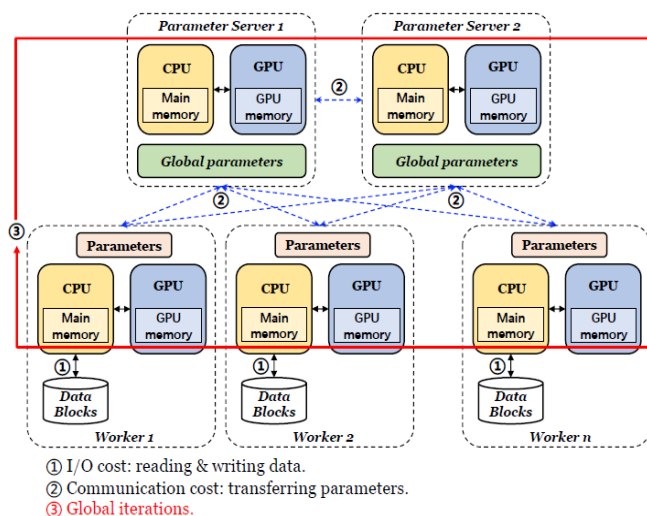 Parameter Server 1
Parameter Server 2
CPU
GPU
Main
memory
GPU
memory
②
CPU
GPU
Main
memory
GPU
memory
Global parameters
Global parameters
②
②
③
Parameters
CPU
GPU
Main
memory
GPU
memory
①
Data
Blocks
Worker 1
Parameters
CPU
GPU
Main
memory
GPU
memory
①
Data
Blocks
Worker 2
Parameters
CPU
GPU
Main
memory
GPU
memory
①
Data
Blocks
Worker n
① I/O cost: reading & writing data.
② Communication cost: transferring parameters.
③ Global iterations.